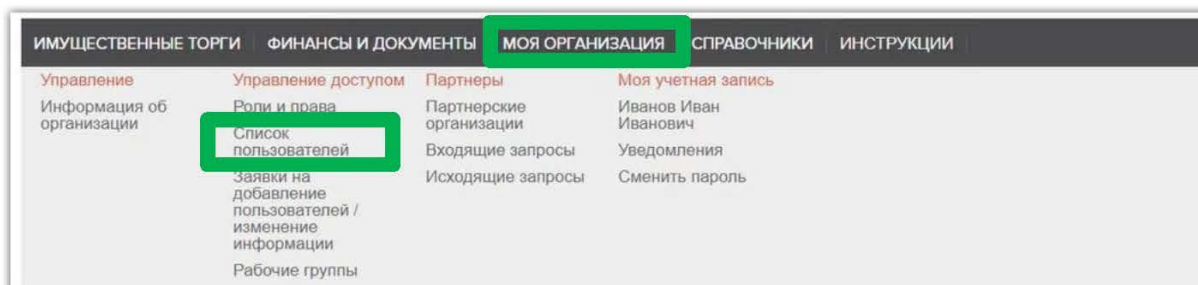 ИМУЩЕСТВЕННЫЕ ТОРГИ ФИНАНСЫ И ДОКУМЕНТЫ МОЯ ОРГАНИЗАЦИЯ СПРАВОЧНИКИ ИНСТРУКЦИИ
Управление
Информация об
организации
Управление доступом
Роли и права
Список
пользователей
Заявки на
добавление
пользователей /
изменение
информации
Рабочие группы
Партнеры
Партнерские
организации
Входящие запросы
Исходящие запросы
Моя учетная запись
Иванов Иван
Иванович
Уведомления
Сменить пароль